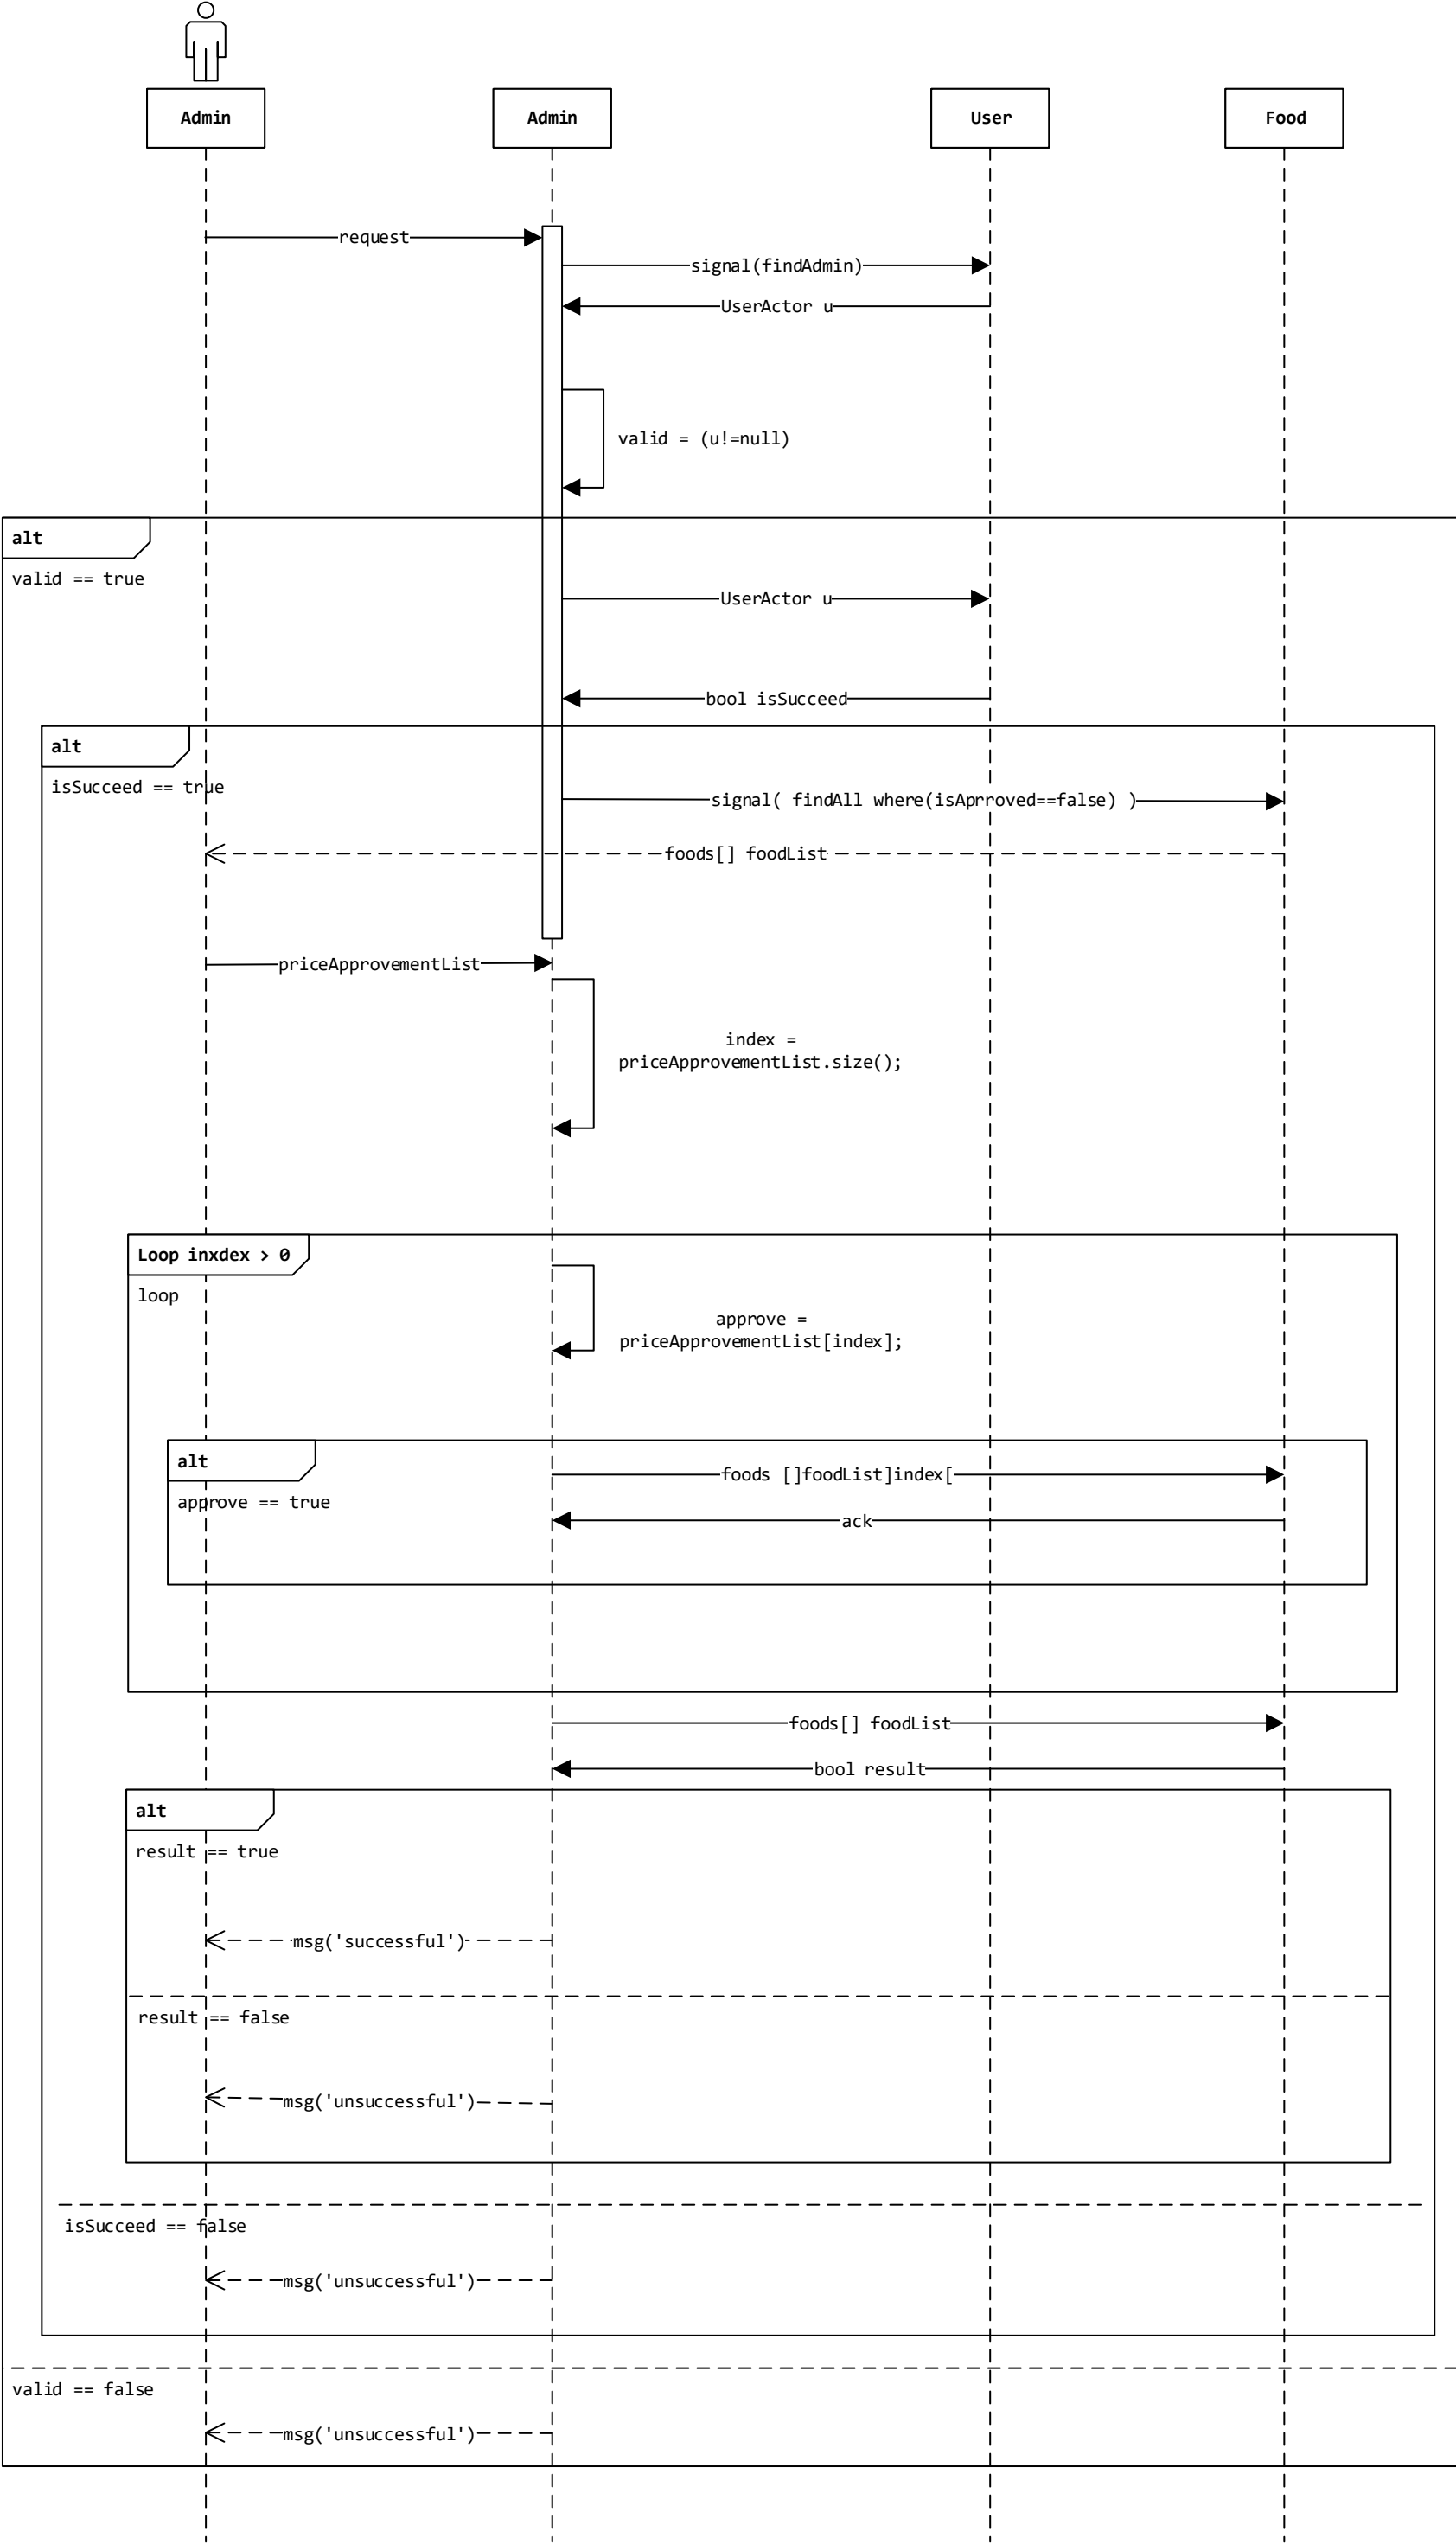 Admin
Admin
User
Food
request
signal(findAdmin)
UserActor u
valid = (u!=null)
alt
valid == true
UserActor u
bool isSucceed
alt
isSucceed == true
signal( findAll where(isAprroved==false) )
foods[] foodList
priceApprovementList
index =
priceApprovementList.size();
Loop inxdex > 0
loop
approve =
priceApprovementList[index];
alt
foods []foodList]index[
approve == true
ack
foods[] foodList
bool result
alt
result == true
msg('successful')
result == false
msg('unsuccessful')
isSucceed == false
msg('unsuccessful')
valid == false
msg('unsuccessful')